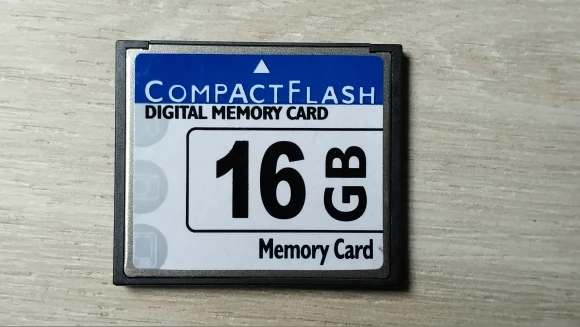 COMPACTFLASH
DIGITAL MEMORY CARD
16 GB
Memory Card